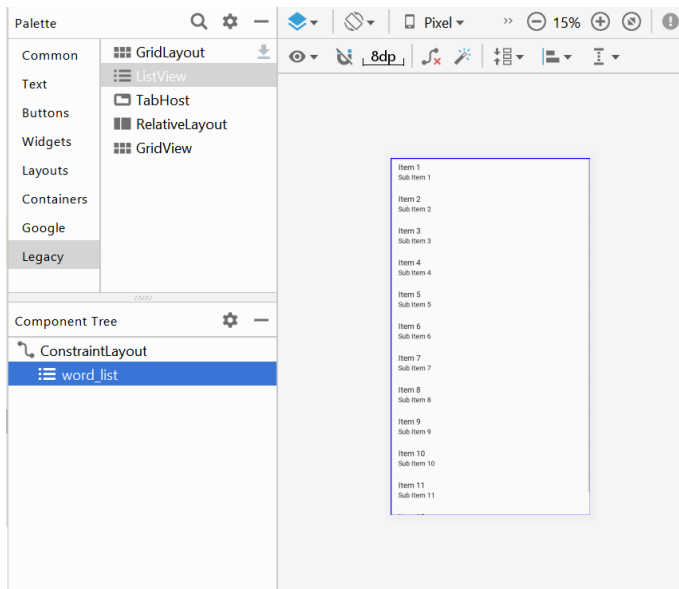 Palette
Pixel
15%
Common
Text
Buttons
Widgets
Layouts
Containers
Google
Legacy
GridLayout
ListView
TabHost
RelativeLayout
GridView
8dp
Component Tree
ConstraintLayout
word_list
Item 1
Sub Item 1
Item 2
Sub Item 2
Item 3
Sub Item 3
Item 4
Sub Item 4
Item 5
Sub Item 5
Item 6
Sub Item 6
Item 7
Sub Item 7
Item 8
Sub Item 8
Item 9
Sub Item 9
Item 10
Sub Item 10
Item 11
Sub Item 11